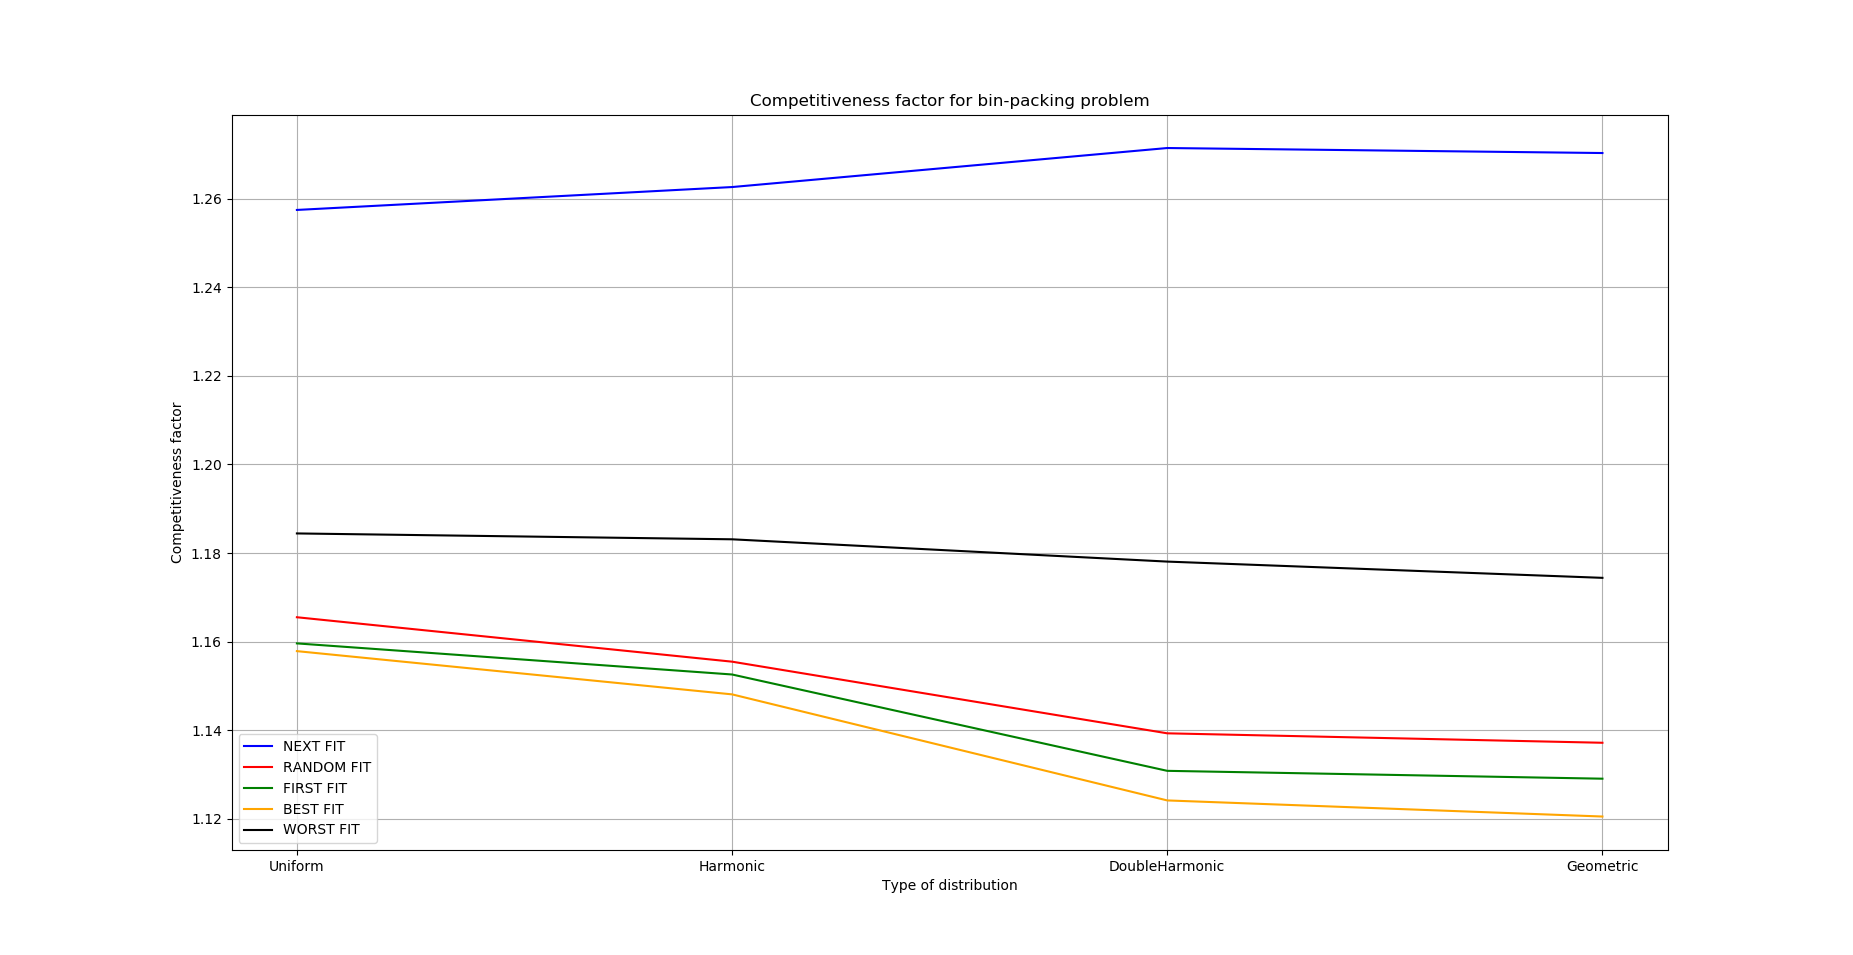 Competitiveness factor for bin-packing problem
Competitiveness factor
1.26
1.24
1.22
1.20
1.18
1.16
1.14
1.12
NEXT FIT
RANDOM FIT
FIRST FIT
BEST FIT
WORST FIT
Uniform Harmonic DoubleHarmonic Geometric
Type of distribution